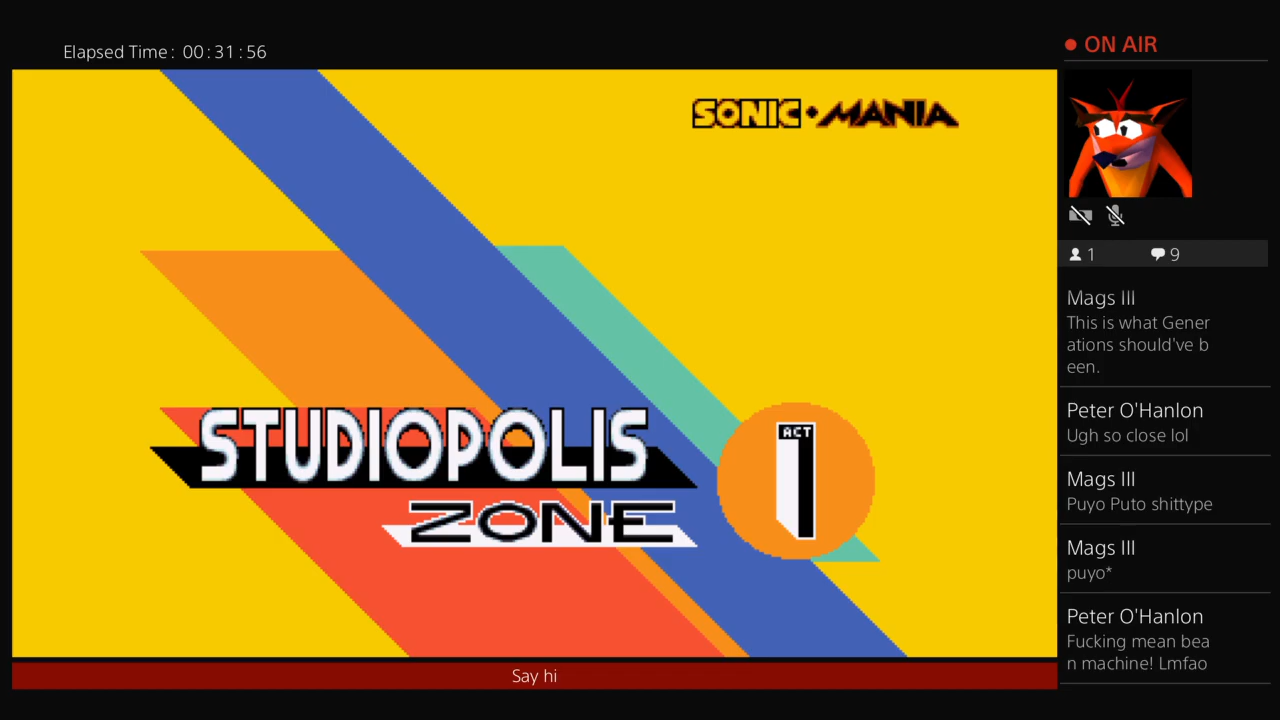 Elapsed Time: 00:31:56
ON AIR
SONIC•MANIA
STUDIOPOLIS
ZONE
ACT
1
1
9
Mags III
This is what Gener
ations should've b
een.
Peter O'Hanlon
Ugh so close lol
Mags III
Puyo Puto shittype
Mags III
puyo*
Peter O'Hanlon
Fucking mean bea
n machine! Lmfao
Say hi